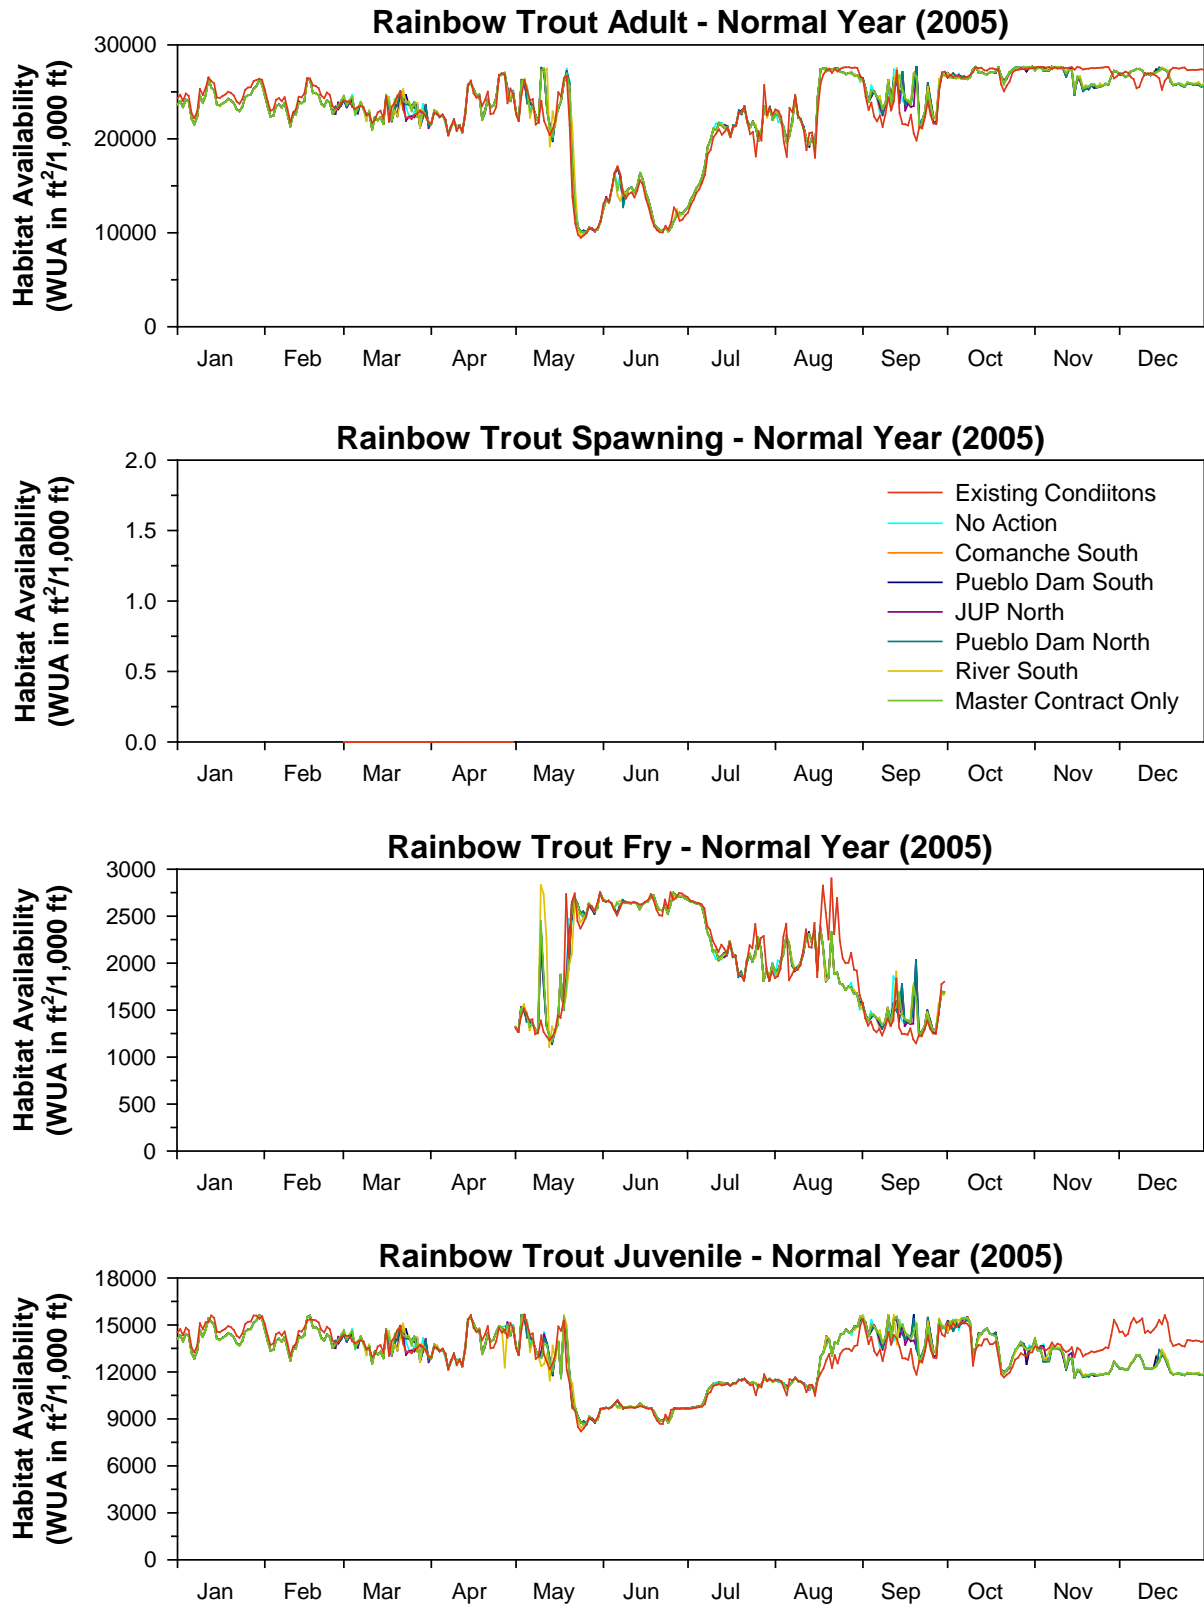 Rainbow Trout Adult - Normal Year (2005)
Habitat Availability
(WUA in ft²/1,000 ft)
30000
20000
10000
0
Jan Feb Mar Apr May Jun Jul Aug Sep Oct Nov Dec
Rainbow Trout Spawning - Normal Year (2005)
Habitat Availability
(WUA in ft²/1,000 ft)
2.0
1.5
1.0
0.5
0.0
Existing Condiitons
No Action
Comanche South
Pueblo Dam South
JUP North
Pueblo Dam North
River South
Master Contract Only
Jan Feb Mar Apr May Jun Jul Aug Sep Oct Nov Dec
Rainbow Trout Fry - Normal Year (2005)
Habitat Availability
(WUA in ft²/1,000 ft)
3000
2500
2000
1500
1000
500
0
Jan Feb Mar Apr May Jun Jul Aug Sep Oct Nov Dec
Rainbow Trout Juvenile - Normal Year (2005)
Habitat Availability
(WUA in ft²/1,000 ft)
18000
15000
12000
9000
6000
3000
0
Jan Feb Mar Apr May Jun Jul Aug Sep Oct Nov Dec